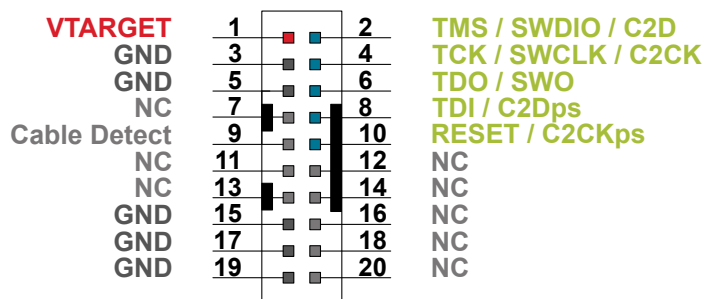 VTARGET 1 2 TMS / SWDIO / C2D
GND 3 4 TCK / SWCLK / C2CK
GND 5 6 TDO / SWO
NC 7 8 TDI / C2Dps
Cable Detect 9 10 RESET / C2CKps
NC 11 12 NC
NC 13 14 NC
GND 15 16 NC
GND 17 18 NC
GND 19 20 NC